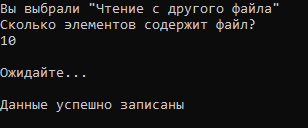 Вы выбрали "Чтение с другого файла"
Сколько элементов содержит файл?
10
Ожидайте...
Данные успешно записаны